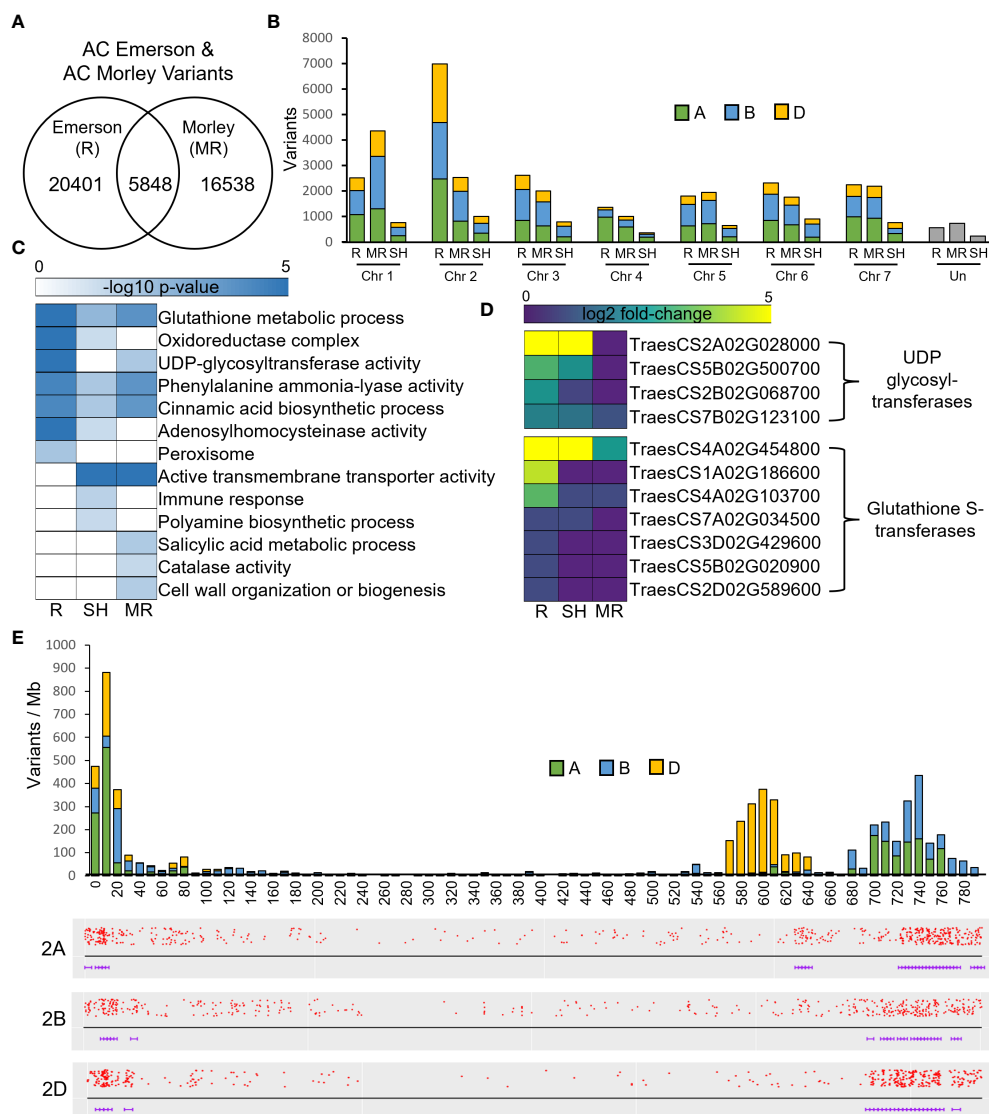 A
AC Emerson &
AC Morley Variants
Emerson
(R)
Morley
(MR)
20401
5848
16538
B
Variants
8000
7000
6000
5000
4000
3000
2000
1000
0
A
B
D
R MR SH
R MR SH
R MR SH
R MR SH
R MR SH
R MR SH
R MR SH
R MR SH
Chr 1
Chr 2
Chr 3
Chr 4
Chr 5
Chr 6
Chr 7
Un
C
0
5
-log10 p-value
Glutathione metabolic process
Oxidoreductase complex
UDP-glycosyltransferase activity
Phenylalanine ammonia-lyase activity
Cinnamic acid biosynthetic process
Adenosylhomocysteinase activity
Peroxisome
Active transmembrane transporter activity
Immune response
Polyamine biosynthetic process
Salicylic acid metabolic process
Catalase activity
Cell wall organization or biogenesis
R SH MR
D
0
5
log2 fold-change
TraesCS2A02G028000
TraesCS5B02G500700
TraesCS2B02G068700
TraesCS7B02G123100
UDP
glycosyl-
transferases
TraesCS4A02G454800
TraesCS1A02G186600
TraesCS4A02G103700
TraesCS7A02G034500
TraesCS3D02G429600
TraesCS5B02G020900
TraesCS2D02G589600
Glutathione S-
transferases
R SH MR
E
Variants / Mb
1000
900
800
700
600
500
400
300
200
100
0
A
B
D
0 20 40 60 80 100 120 140 160 180 200 220 240 260 280 300 320 340 360 380 400 420 440 460 480 500 520 540 560 580 600 620 640 660 680 700 720 740 760 780
2A
2B
2D